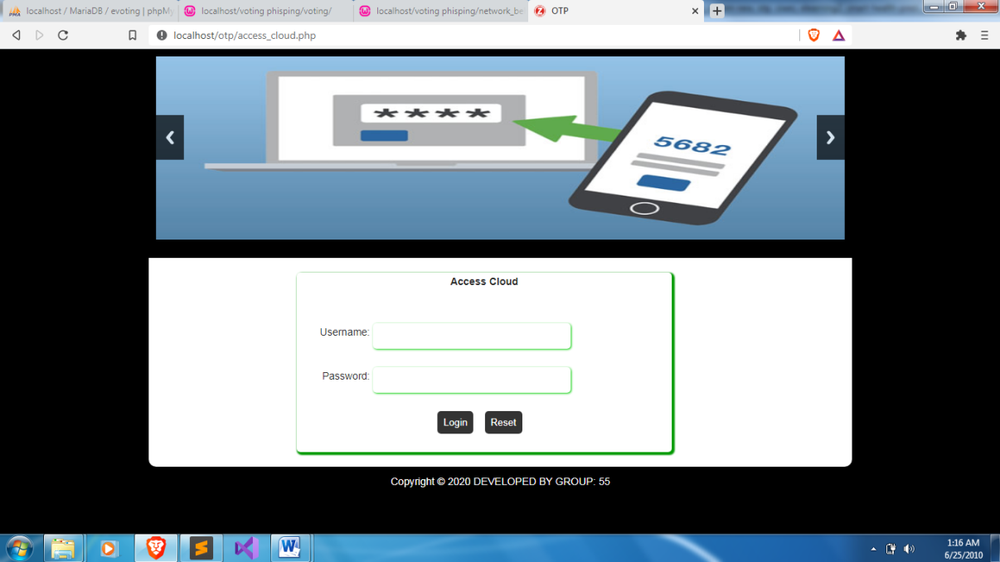 localhost / MariaDB / evoting | phpMy
localhost/voting phisping/voting/
localhost/voting phisping/network_be
OTP
localhost/otp/access_cloud.php
****
5682
Access Cloud
Username:
Password:
Login Reset
Copyright © 2020 DEVELOPED BY GROUP: 55
1:16 AM
6/25/2010